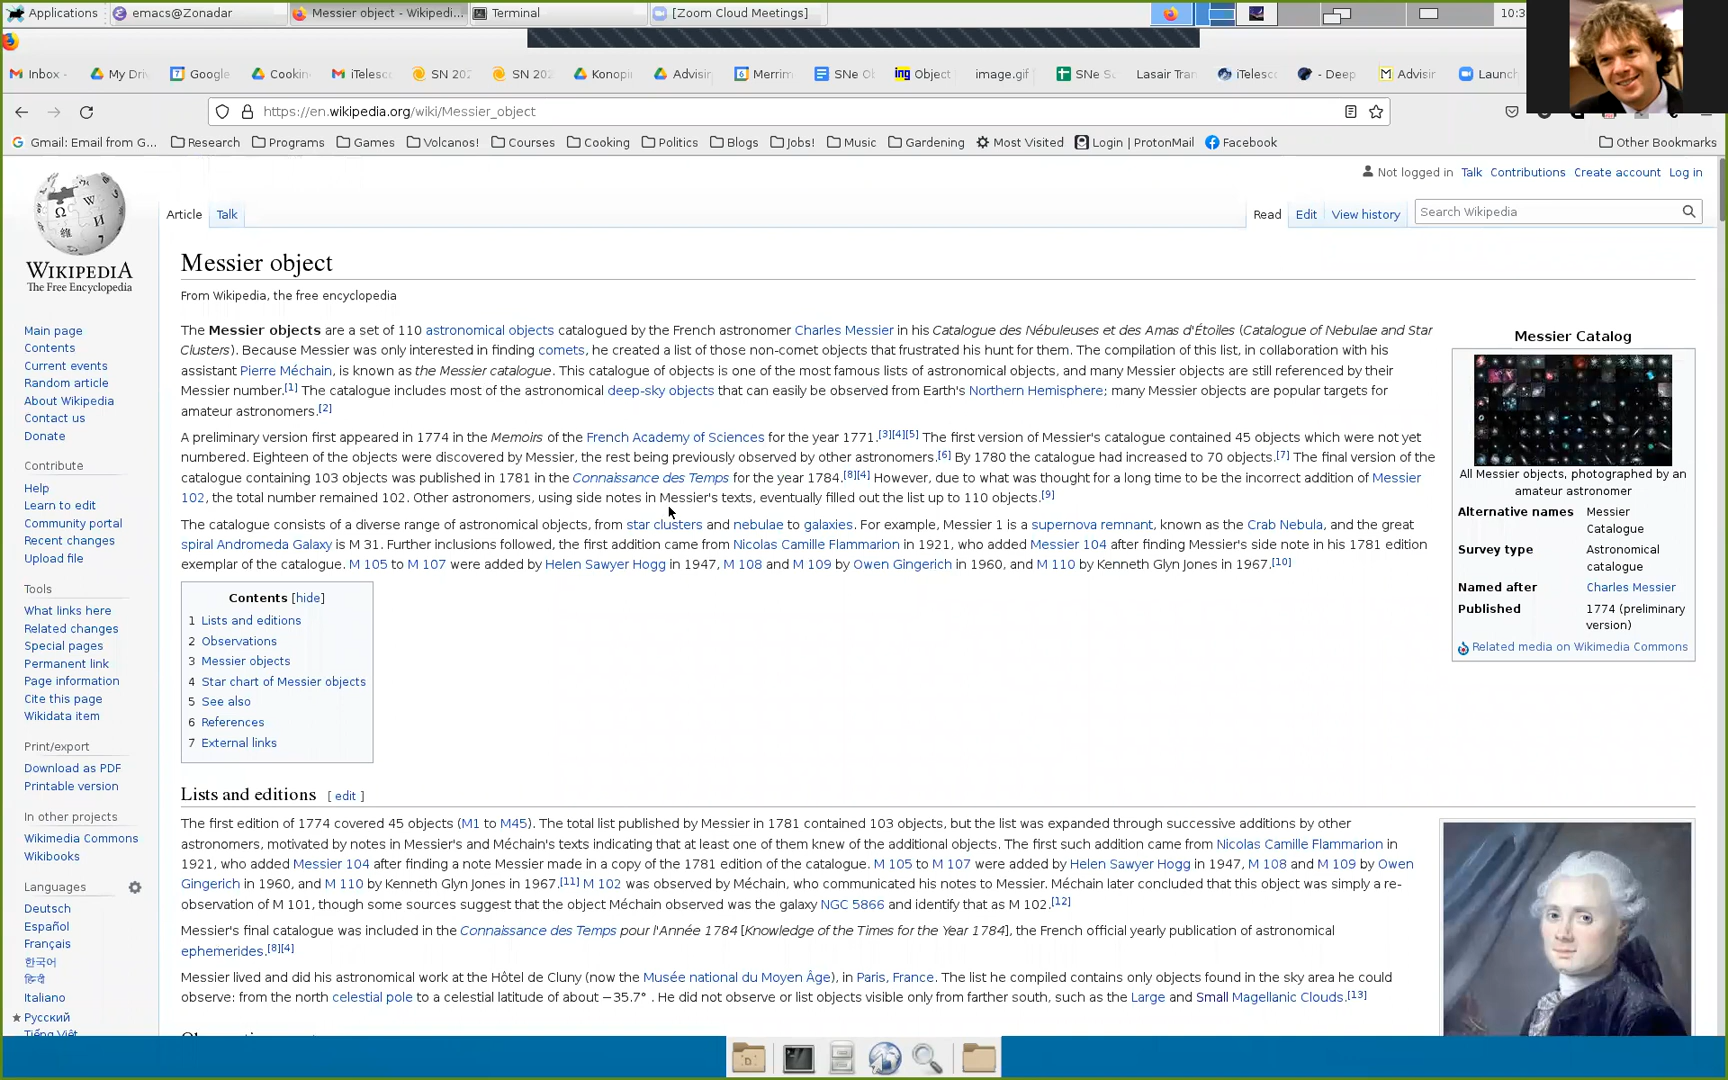 Applications
emacs@Zonadar
Messier object - Wikipedi...
Terminal
[Zoom Cloud Meetings]
10:3
Inbox -
My Driv
Google
Cookin
iTelesc
SN 202
SN 202
Konopi
Advisin
Merrim
SNe O
ing Object
image.gif
SNe S
Lasair Tran
iTelesc
- Deep
Advisir
Launch
https://en.wikipedia.org/wiki/Messier_object
Gmail: Email from G...
Research
Programs
Games
Volcanos!
Courses
Cooking
Politics
Blogs
Jobs!
Music
Gardening
Most Visited
Login | ProtonMail
Facebook
Other Bookmarks
Not logged in Talk Contributions Create account Log in
Article Talk
Read Edit View history
Search Wikipedia
WIKIPEDIA
The Free Encyclopedia
Main page
Contents
Current events
Random article
About Wikipedia
Contact us
Donate
Contribute
Help
Learn to edit
Community portal
Recent changes
Upload file
Tools
What links here
Related changes
Special pages
Permanent link
Page information
Cite this page
Wikidata item
Print/export
Download as PDF
Printable version
In other projects
Wikimedia Commons
Wikibooks
Languages
Deutsch
Español
Français
한국어
हिन्दी
Italiano
Русский
Tiếng Việt
Messier object
From Wikipedia, the free encyclopedia
The Messier objects are a set of 110 astronomical objects catalogued by the French astronomer Charles Messier in his Catalogue des Nébuleuses et des Amas d'Étoiles (Catalogue of Nebulae and Star
Clusters). Because Messier was only interested in finding comets, he created a list of those non-comet objects that frustrated his hunt for them. The compilation of this list, in collaboration with his
assistant Pierre Méchain, is known as the Messier catalogue. This catalogue of objects is one of the most famous lists of astronomical objects, and many Messier objects are still referenced by their
Messier number.[1] The catalogue includes most of the astronomical deep-sky objects that can easily be observed from Earth's Northern Hemisphere; many Messier objects are popular targets for
amateur astronomers.[2]
A preliminary version first appeared in 1774 in the Memoirs of the French Academy of Sciences for the year 1771.[3][4][5] The first version of Messier's catalogue contained 45 objects which were not yet
numbered. Eighteen of the objects were discovered by Messier, the rest being previously observed by other astronomers.[6] By 1780 the catalogue had increased to 70 objects.[7] The final version of the
catalogue containing 103 objects was published in 1781 in the Connaissance des Temps for the year 1784.[8][4] However, due to what was thought for a long time to be the incorrect addition of Messier
102, the total number remained 102. Other astronomers, using side notes in Messier's texts, eventually filled out the list up to 110 objects.[9]
The catalogue consists of a diverse range of astronomical objects, from star clusters and nebulae to galaxies. For example, Messier 1 is a supernova remnant, known as the Crab Nebula, and the great
spiral Andromeda Galaxy is M 31. Further inclusions followed, the first addition came from Nicolas Camille Flammarion in 1921, who added Messier 104 after finding Messier's side note in his 1781 edition
exemplar of the catalogue. M 105 to M 107 were added by Helen Sawyer Hogg in 1947, M 108 and M 109 by Owen Gingerich in 1960, and M 110 by Kenneth Glyn Jones in 1967.[10]
Messier Catalog
All Messier objects, photographed by an
amateur astronomer
Alternative names Messier
Catalogue
Survey type Astronomical
catalogue
Named after Charles Messier
Published 1774 (preliminary
version)
Related media on Wikimedia Commons
Contents [hide]
1 Lists and editions
2 Observations
3 Messier objects
4 Star chart of Messier objects
5 See also
6 References
7 External links
Lists and editions [ edit ]
The first edition of 1774 covered 45 objects (M1 to M45). The total list published by Messier in 1781 contained 103 objects, but the list was expanded through successive additions by other
astronomers, motivated by notes in Messier's and Méchain's texts indicating that at least one of them knew of the additional objects. The first such addition came from Nicolas Camille Flammarion in
1921, who added Messier 104 after finding a note Messier made in a copy of the 1781 edition of the catalogue. M 105 to M 107 were added by Helen Sawyer Hogg in 1947, M 108 and M 109 by Owen
Gingerich in 1960, and M 110 by Kenneth Glyn Jones in 1967.[11] M 102 was observed by Méchain, who communicated his notes to Messier. Méchain later concluded that this object was simply a re-
observation of M 101, though some sources suggest that the object Méchain observed was the galaxy NGC 5866 and identify that as M 102.[12]
Messier's final catalogue was included in the Connaissance des Temps pour l'Année 1784 [Knowledge of the Times for the Year 1784], the French official yearly publication of astronomical
ephemerides.[8][4]
Messier lived and did his astronomical work at the Hôtel de Cluny (now the Musée national du Moyen Âge), in Paris, France. The list he compiled contains only objects found in the sky area he could
observe: from the north celestial pole to a celestial latitude of about −35.7° . He did not observe or list objects visible only from farther south, such as the Large and Small Magellanic Clouds.[13]